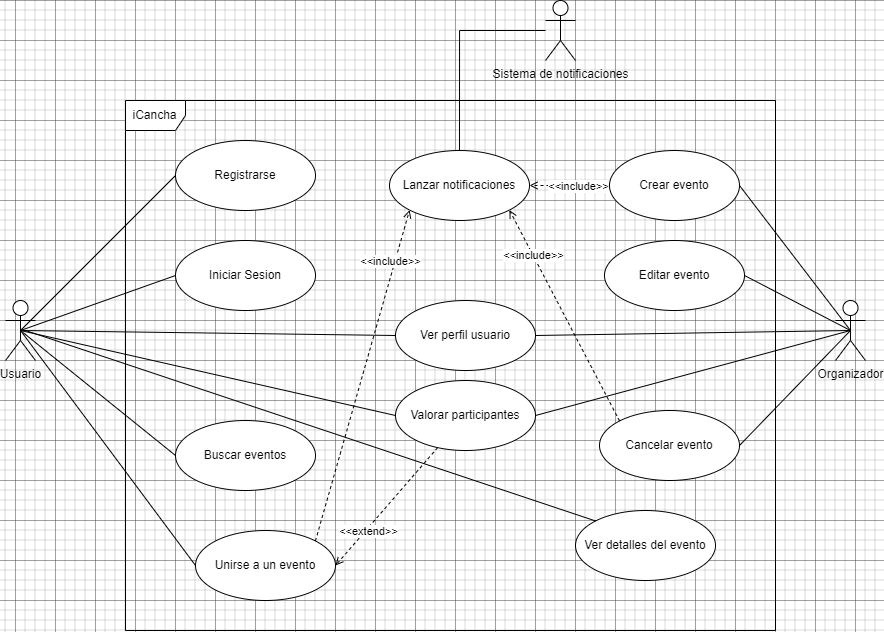 Sistema de notificaciones
iCancha
Registrarse
Lanzar notificaciones
<<include>>
Crear evento
<<include>>
<<include>>
Iniciar Sesion
Editar evento
Ver perfil usuario
Usuario
Organizador
Valorar participantes
Buscar eventos
Cancelar evento
<<extend>>
Ver detalles del evento
Unirse a un evento